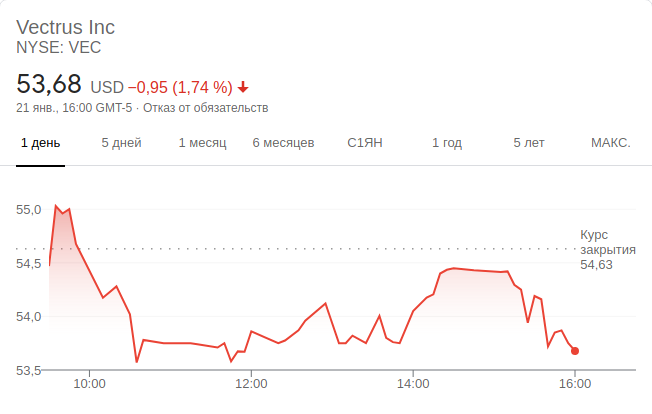 Vectrus Inc
NYSE: VEC
53,68 USD −0,95 (1,74 %)
21 янв., 16:00 GMT-5 · Отказ от обязательств
1 день 5 дней 1 месяц 6 месяцев С1ЯН 1 год 5 лет МАКС.
55,0
Курс
закрытия
54,63
54,5
54,0
53,5
10:00 12:00 14:00 16:00